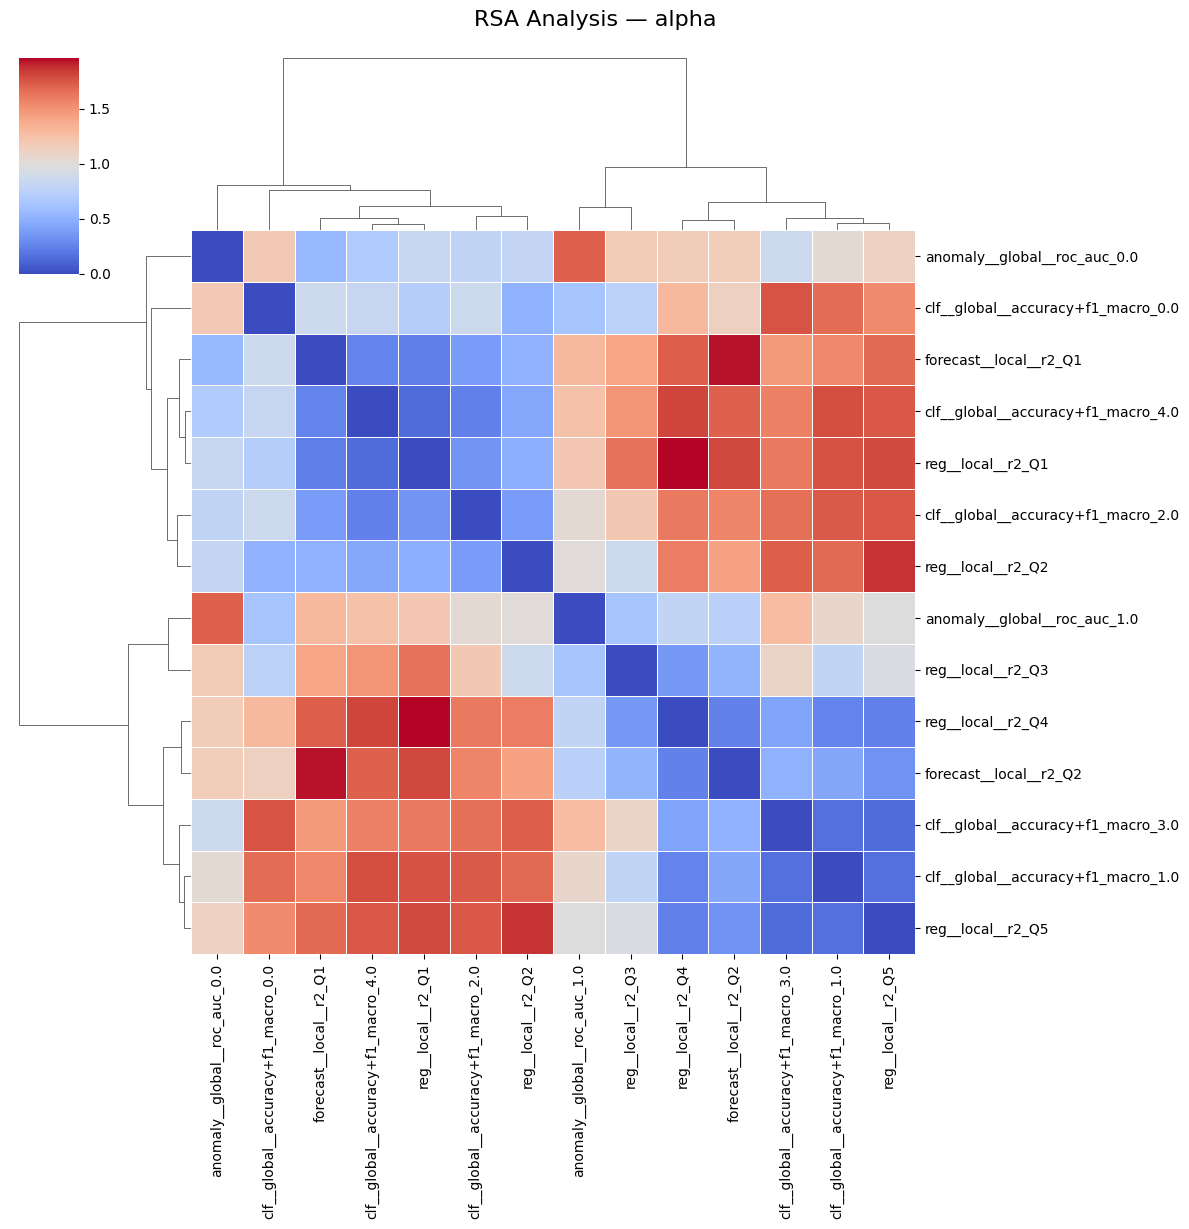 RSA Analysis — alpha
1.5
1.0
0.5
0.0
anomaly__global__roc_auc_0.0
clf__global__accuracy+f1_macro_0.0
forecast__local__r2_Q1
clf__global__accuracy+f1_macro_4.0
reg__local__r2_Q1
clf__global__accuracy+f1_macro_2.0
reg__local__r2_Q2
anomaly__global__roc_auc_1.0
reg__local__r2_Q3
reg__local__r2_Q4
forecast__local__r2_Q2
clf__global__accuracy+f1_macro_3.0
clf__global__accuracy+f1_macro_1.0
reg__local__r2_Q5
anomaly__global__roc_auc_0.0
clf__global__accuracy+f1_macro_0.0
forecast__local__r2_Q1
clf__global__accuracy+f1_macro_4.0
reg__local__r2_Q1
clf__global__accuracy+f1_macro_2.0
reg__local__r2_Q2
anomaly__global__roc_auc_1.0
reg__local__r2_Q3
reg__local__r2_Q4
forecast__local__r2_Q2
clf__global__accuracy+f1_macro_3.0
clf__global__accuracy+f1_macro_1.0
reg__local__r2_Q5